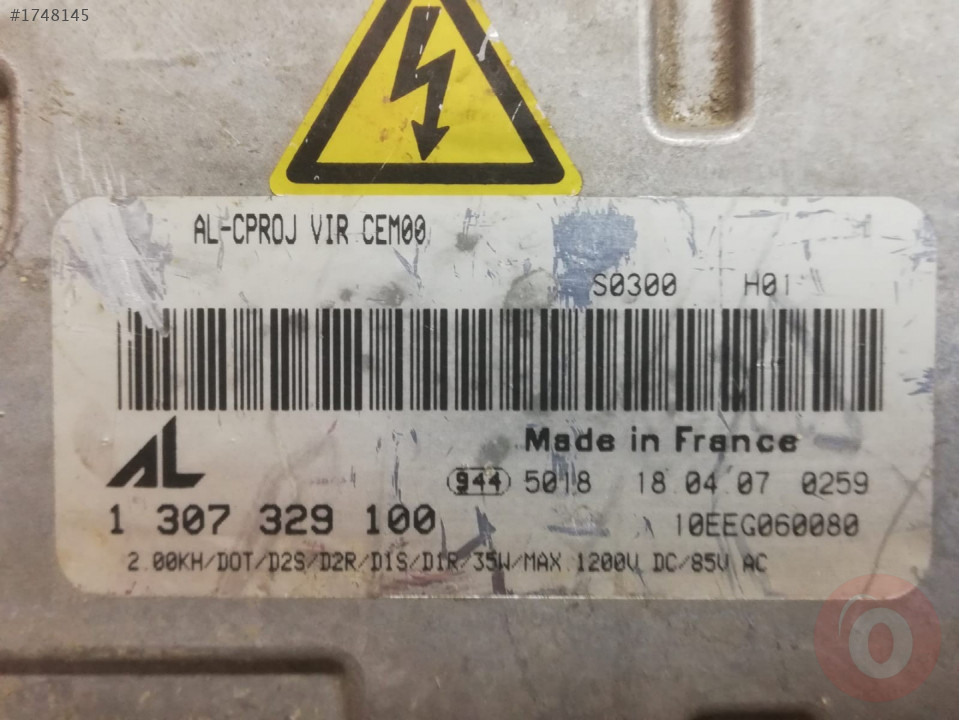 #1748145
AL-CPROJ VIR CEM00
S0300 H01
AL
Made in France
944 5018 18.04.07 0259
1 307 329 100
10EEG060080
2.00KH/DOT/D2S/D2R/D1S/D1R/35W/MAX.1200V DC/85V AC
O